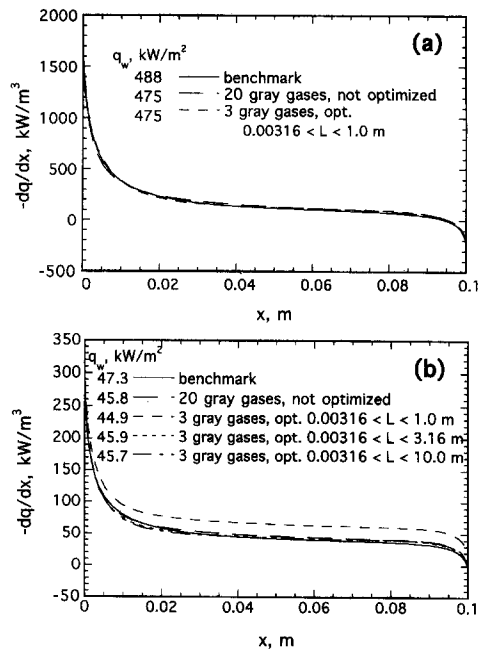 (a)
q_w, kW/m²
488 benchmark
475 20 gray gases, not optimized
475 3 gray gases, opt.
0.00316 < L < 1.0 m
-dq/dx, kW/m³
2000
1500
1000
500
0
-500
0 0.02 0.04 0.06 0.08 0.1
x, m
(b)
q_w, kW/m²
47.3 benchmark
45.8 20 gray gases, not optimized
44.9 3 gray gases, opt. 0.00316 < L < 1.0 m
45.9 3 gray gases, opt. 0.00316 < L < 3.16 m
45.7 3 gray gases, opt. 0.00316 < L < 10.0 m
-dq/dx, kW/m³
350
300
250
200
150
100
50
0
-50
0 0.02 0.04 0.06 0.08 0.1
x, m